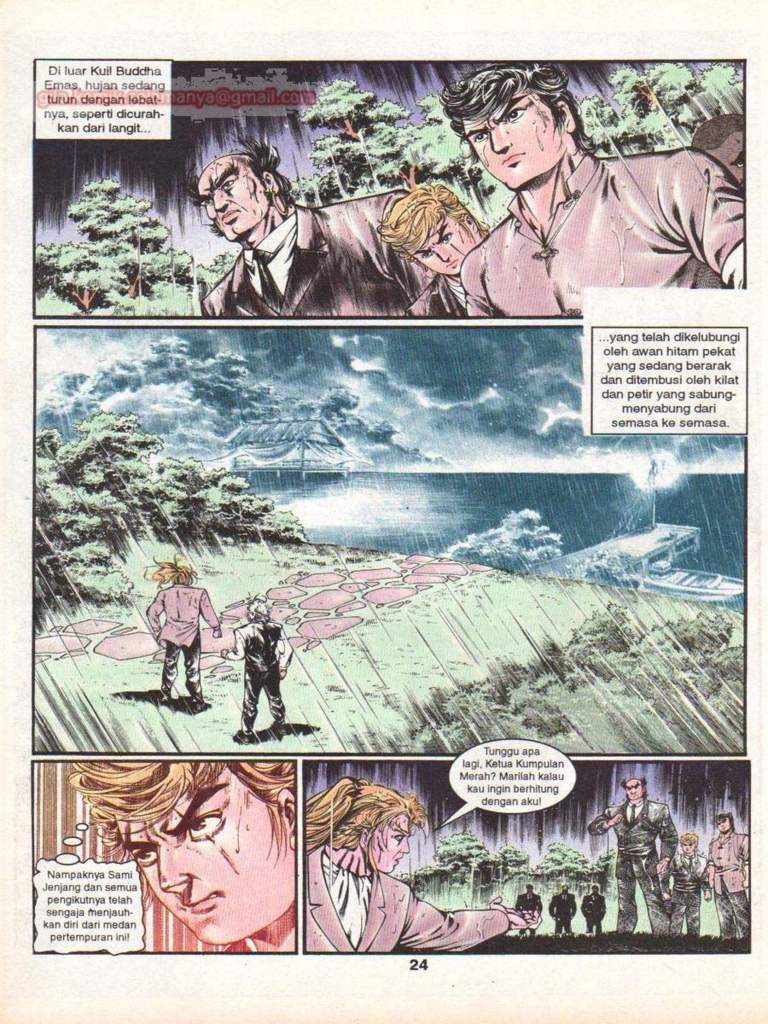 Di luar Kuil Buddha
Emas, hujan sedang
turun dengan lebat-
nya, seperti dicurah-
kan dari langit...
manya@gmail.com
...yang telah dikelubungi
oleh awan hitam pekat
yang sedang berarak
dan ditembusi oleh kilat
dan petir yang sabung-
menyabung dari
semasa ke semasa.
Nampaknya Sami
Jenjang dan semua
pengikutnya telah
sengaja menjauh-
kan diri dari medan
pertempuran ini!
Tunggu apa
lagi, Ketua Kumpulan
Merah? Marilah kalau
kau ingin berhitung
dengan aku!
24